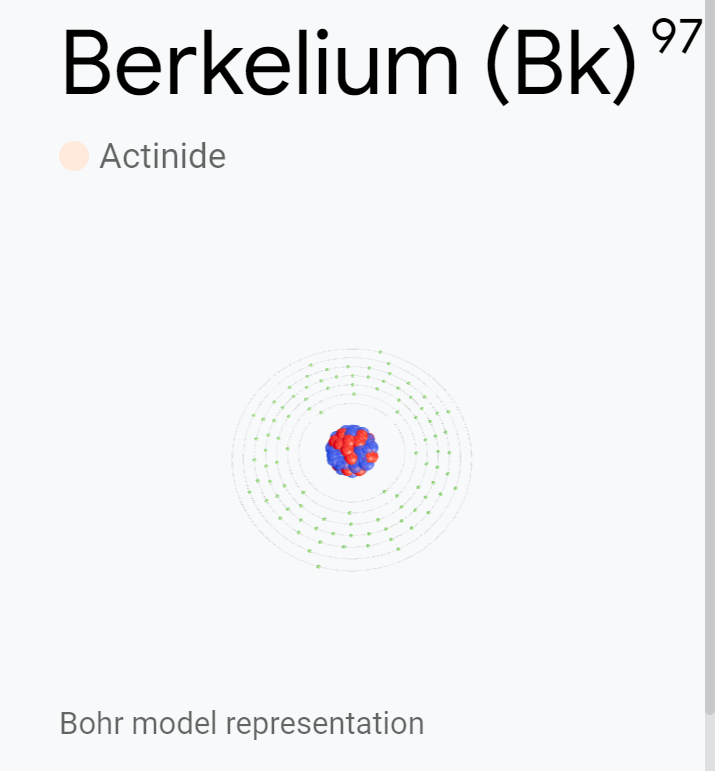 Berkelium (Bk) 97
Actinide
Bohr model representation